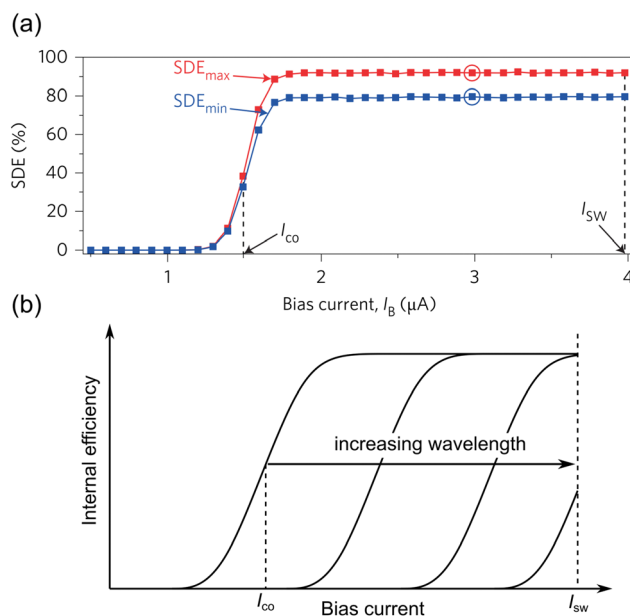 (a)
100
80
60
40
20
0
SDE (%)
SDEmax
SDEmin
Ico
ISW
1
2
3
4
Bias current, IB (μA)
(b)
Internal efficiency
increasing wavelength
Ico
Isw
Bias current